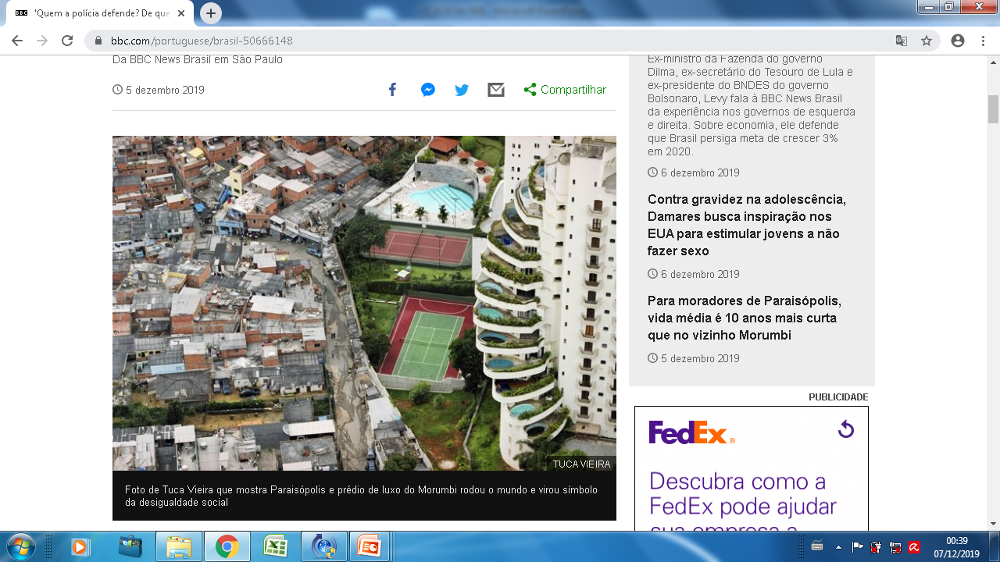 'Quem a polícia defende? De que
bbc.com/portuguese/brasil-50666148
Da BBC News Brasil em São Paulo
5 dezembro 2019
Compartilhar
TUCA VIEIRA
Foto de Tuca Vieira que mostra Paraisópolis e prédio de luxo do Morumbi rodou o mundo e virou símbolo
da desigualdade social
Ex-ministro da Fazenda do governo
Dilma, ex-secretário do Tesouro de Lula e
ex-presidente do BNDES do governo
Bolsonaro, Levy fala à BBC News Brasil
da experiência nos governos de esquerda
e direita. Sobre economia, ele defende
que Brasil persiga meta de crescer 3%
em 2020.
6 dezembro 2019
Contra gravidez na adolescência,
Damares busca inspiração nos
EUA para estimular jovens a não
fazer sexo
6 dezembro 2019
Para moradores de Paraisópolis,
vida média é 10 anos mais curta
que no vizinho Morumbi
5 dezembro 2019
PUBLICIDADE
FedEx®
Descubra como a
FedEx pode ajudar
sua empresa a
00:39
07/12/2019